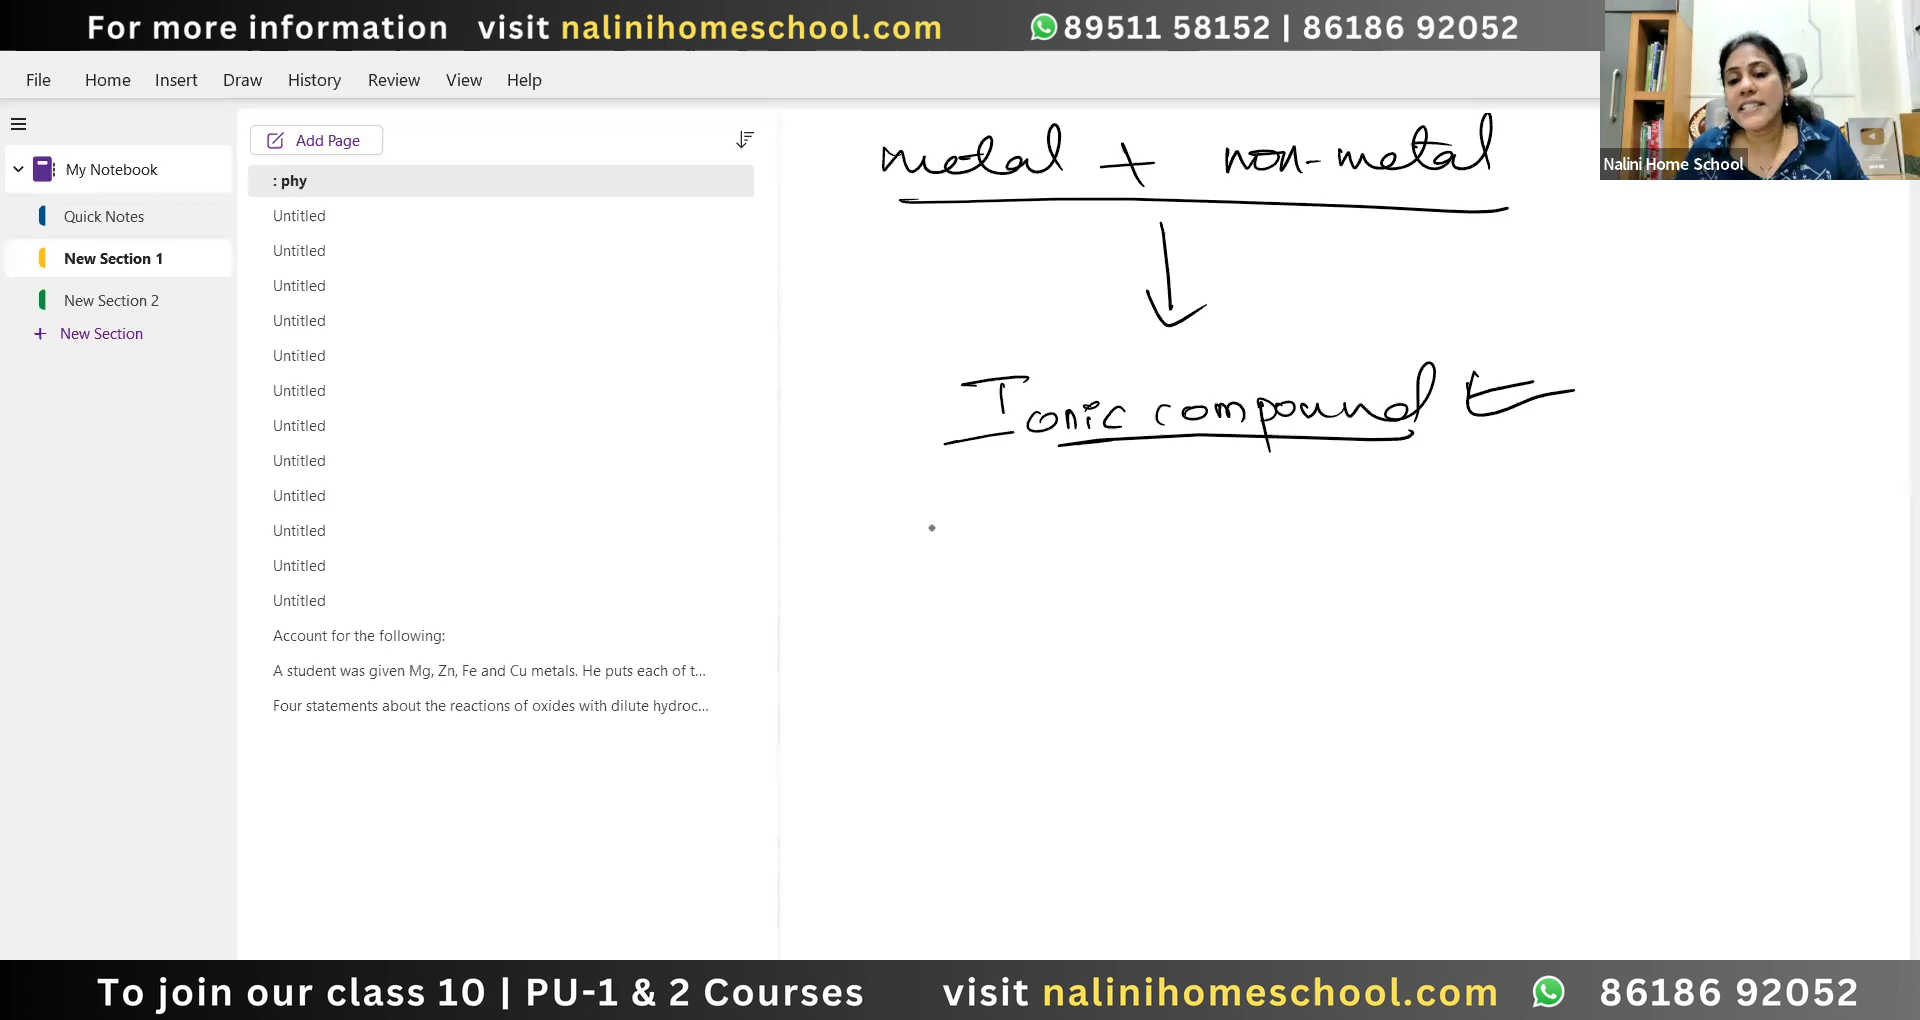 For more information visit nalinihomeschool.com 89511 58152 | 86186 92052
File Home Insert Draw History Review View Help
Nalini Home School
Add Page
My Notebook
Quick Notes
New Section 1
New Section 2
+ New Section
: phy
Untitled
Untitled
Untitled
Untitled
Untitled
Untitled
Untitled
Untitled
Untitled
Untitled
Untitled
Untitled
Account for the following:
A student was given Mg, Zn, Fe and Cu metals. He puts each of t...
Four statements about the reactions of oxides with dilute hydroc...
metal + non-metal
Ionic compound
To join our class 10 | PU-1 & 2 Courses visit nalinihomeschool.com 86186 92052